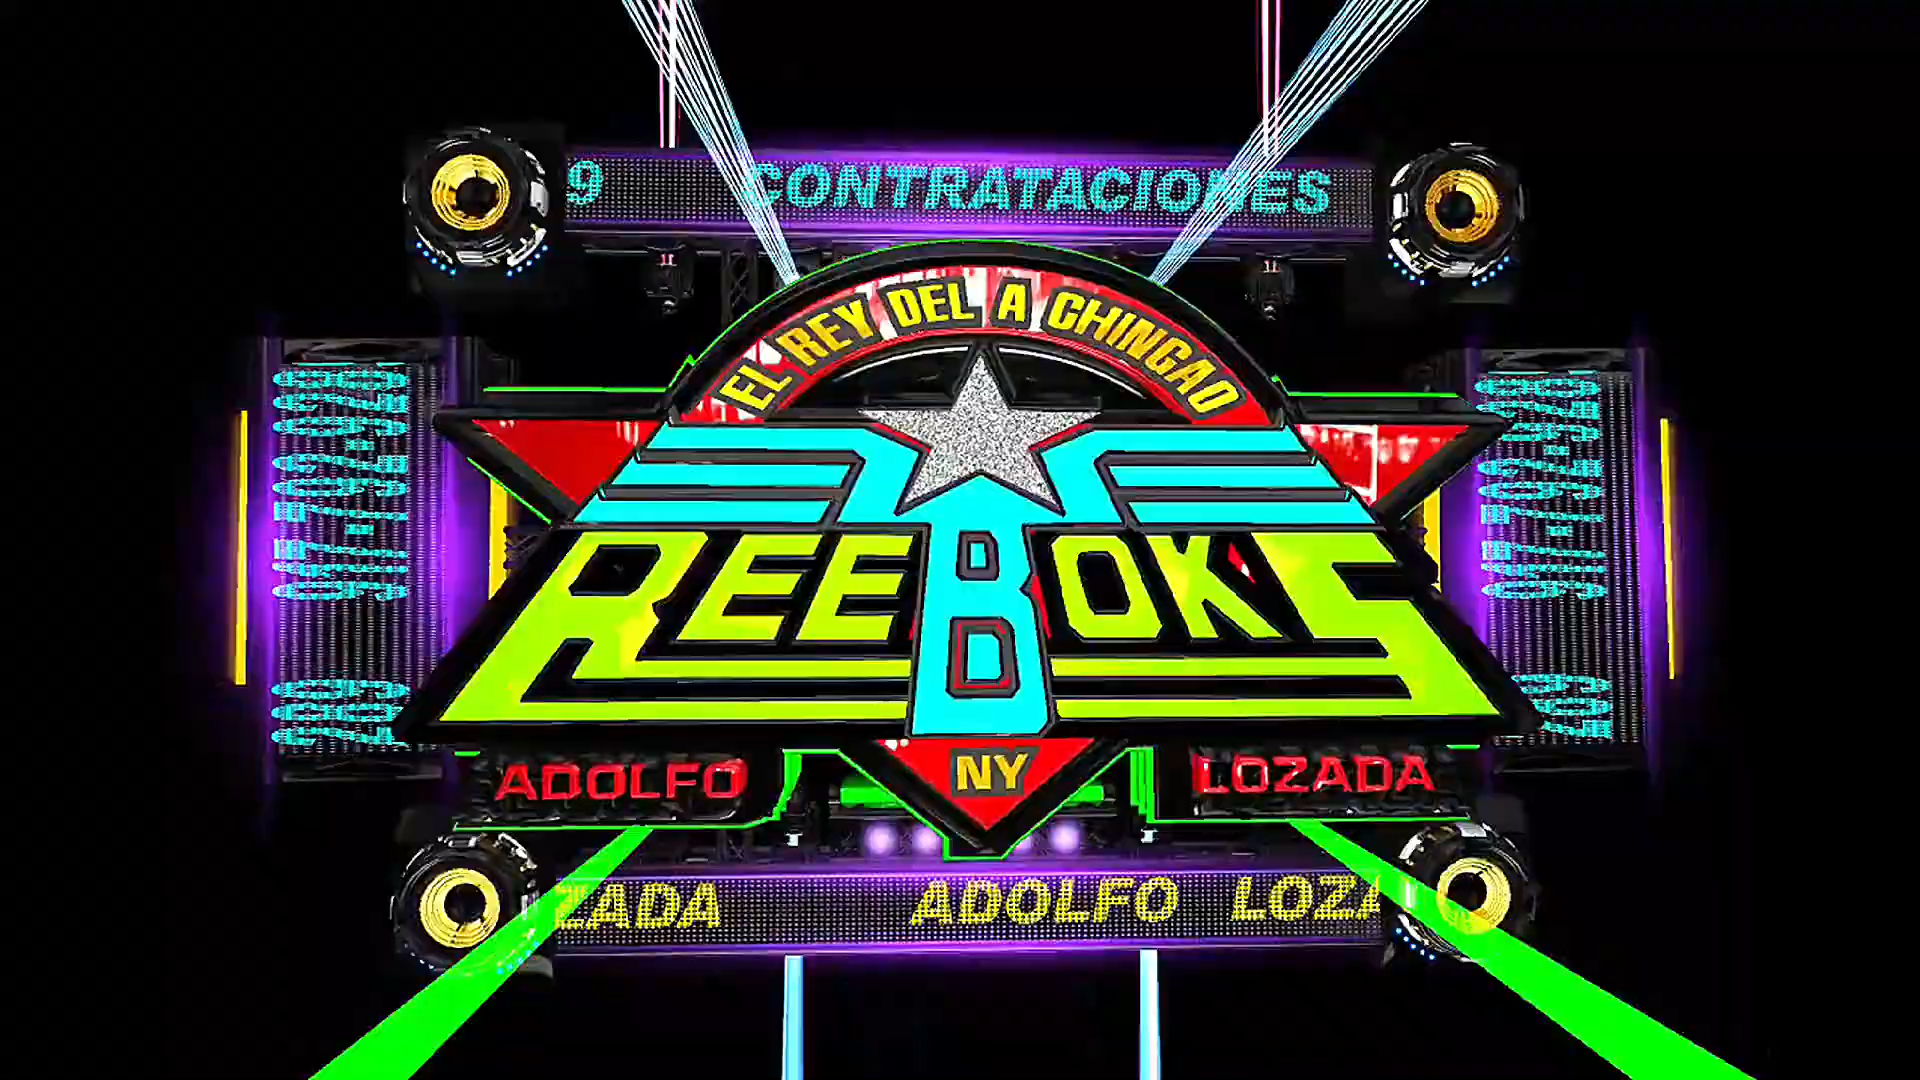 9 CONTRATACIONES
EL REY DEL A CHINGAO
REEBOKS
NY
ADOLFO
LOZADA
ZADA ADOLFO LOZA